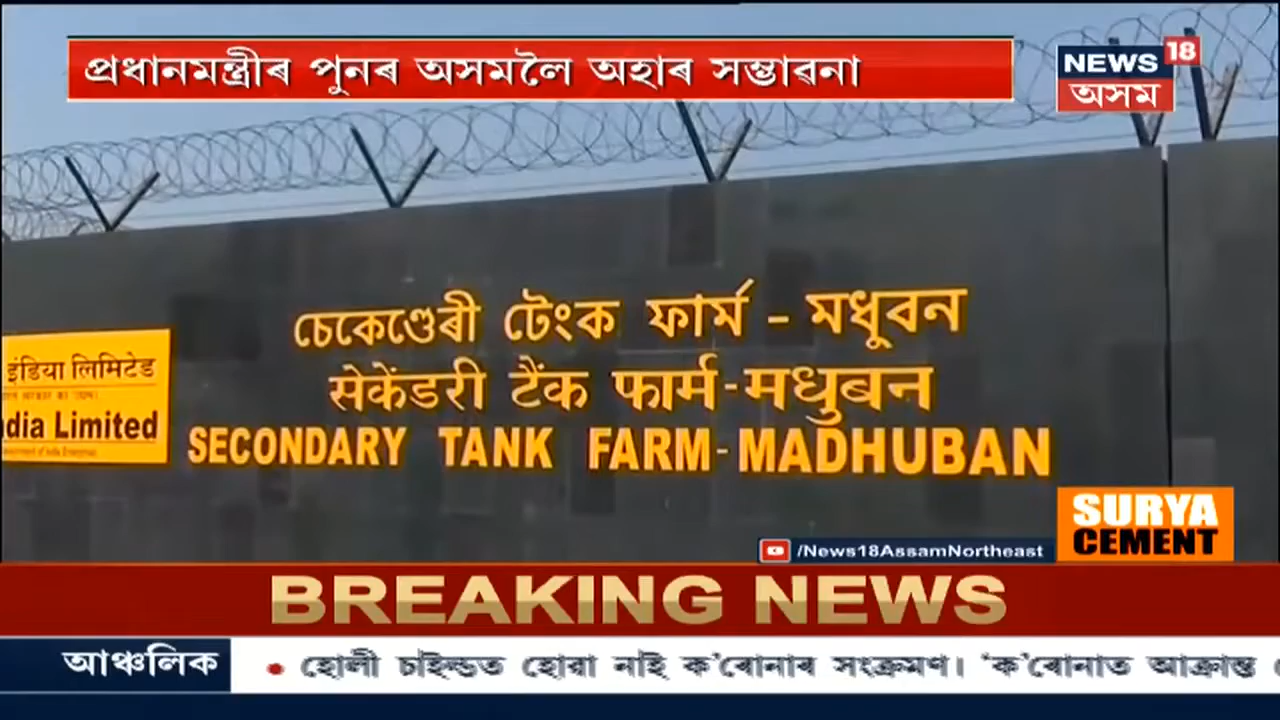 প্ৰধানমন্ত্ৰীৰ পুনৰ অসমলৈ অহাৰ সম্ভাৱনা
NEWS 18
অসম
চেকেণ্ডেৰী টেংক ফাৰ্ম – মধুবন
सेकेंडरी टैंक फार्म-मधुबन
SECONDARY TANK FARM-MADHUBAN
इंडिया लिमिटेड
ndia Limited
SURYA
CEMENT
/News18AssamNortheast
BREAKING NEWS
আঞ্চলিক
• হোলী চাইল্ডত হোৱা নাই ক'ৰোনাৰ সংক্ৰমণ। 'ক'ৰোনাত আক্ৰান্ত